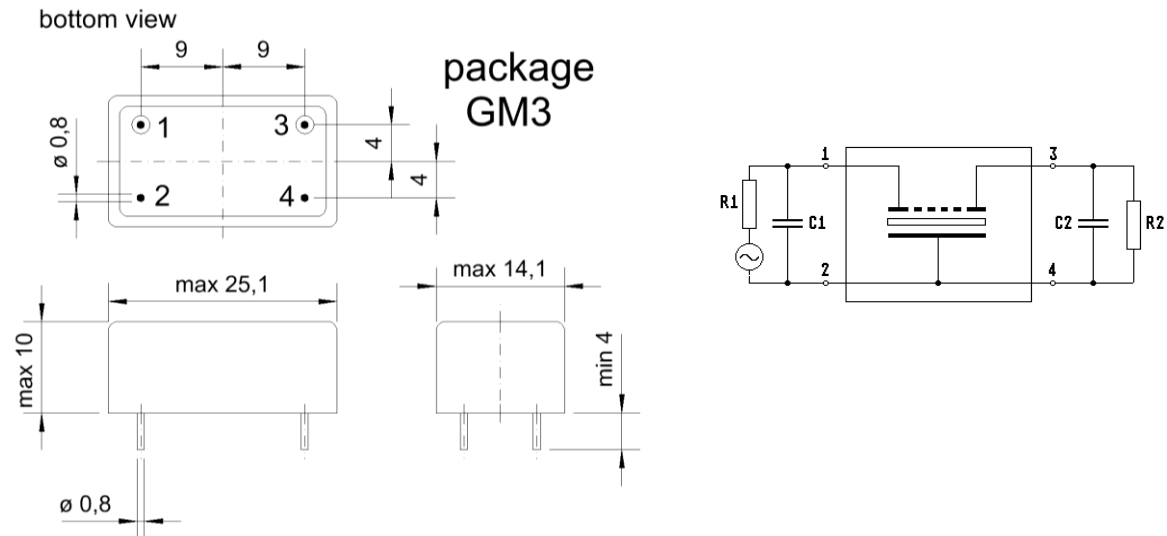 bottom view
9 9
package
GM3
1 3
ø 0,8
4
4
2 4
max 25,1
max 14,1
max 10
min 4
ø 0,8
1 3
R1 C1 C2 R2
2 4